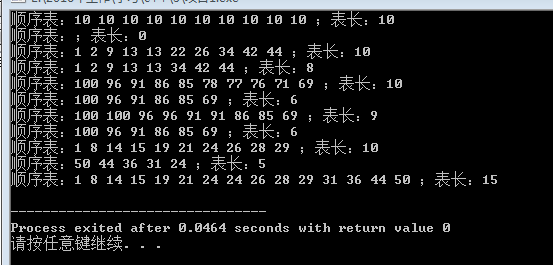 顺序表：10 10 10 10 10 10 10 10 10 10 ；表长：10
顺序表：；表长：0
顺序表：1 2 9 13 13 22 26 34 42 44 ；表长：10
顺序表：1 2 9 13 13 34 42 44 ；表长：8
顺序表：100 96 91 86 85 78 77 76 71 69 ；表长：10
顺序表：100 96 91 86 85 69 ；表长：6
顺序表：100 100 96 96 91 91 86 85 69 ；表长：9
顺序表：100 96 91 86 85 69 ；表长：6
顺序表：1 8 14 15 19 21 24 26 28 29 ；表长：10
顺序表：50 44 36 31 24 ；表长：5
顺序表：1 8 14 15 19 21 24 24 26 28 29 31 36 44 50 ；表长：15
--------------------------------
Process exited after 0.0464 seconds with return value 0
请按任意键继续. . .